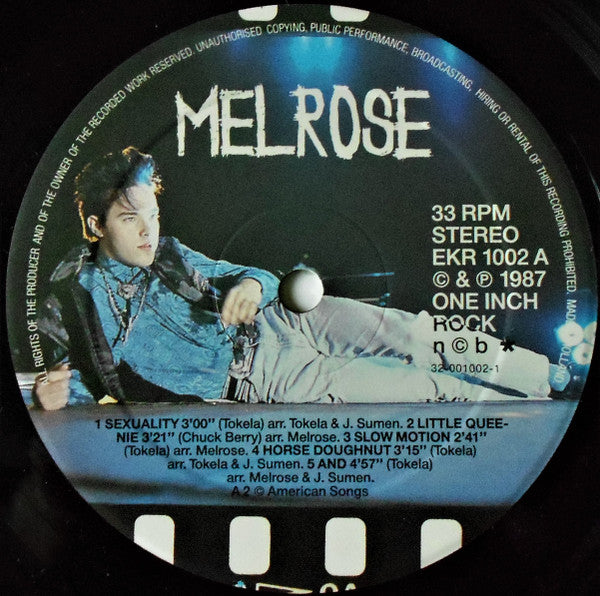 ALL RIGHTS OF THE PRODUCER AND OF THE OWNER OF THE RECORDED WORK RESERVED. UNAUTHORISED COPYING, PUBLIC PERFORMANCE, BROADCASTING, HIRING OR RENTAL OF THIS RECORDING PROHIBITED.
MELROSE
33 RPM
STEREO
EKR 1002 A
© & ℗ 1987
ONE INCH
ROCK
n©b *
32-001002-1
1 SEXUALITY 3'00" (Tokela) arr. Tokela & J. Sumen. 2 LITTLE QUEE-
NIE 3'21" (Chuck Berry) arr. Melrose. 3 SLOW MOTION 2'41"
(Tokela) arr. Melrose. 4 HORSE DOUGHNUT 3'15" (Tokela)
arr. Tokela & J. Sumen. 5 AND 4'57" (Tokela)
arr. Melrose & J. Sumen.
A 2 © American Songs